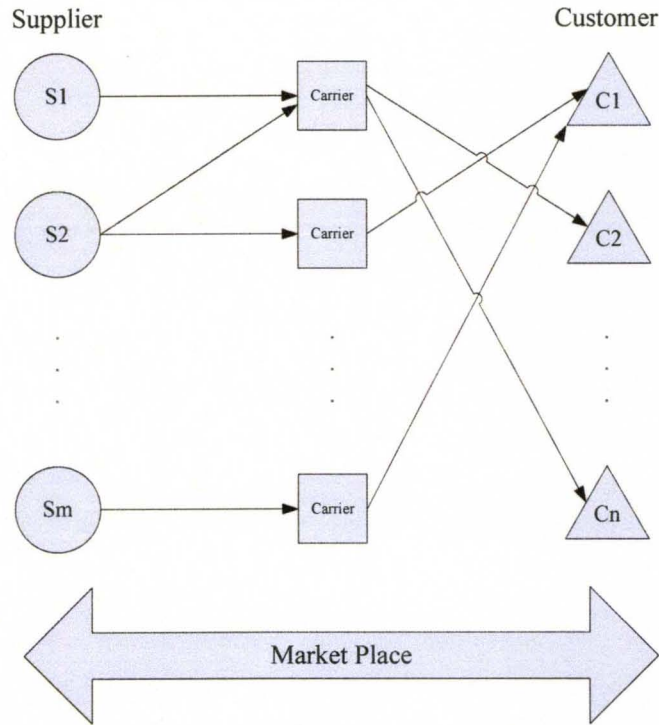 Supplier
Customer
S1
Carrier
C1
S2
Carrier
C2
Sm
Carrier
Cn
Market Place